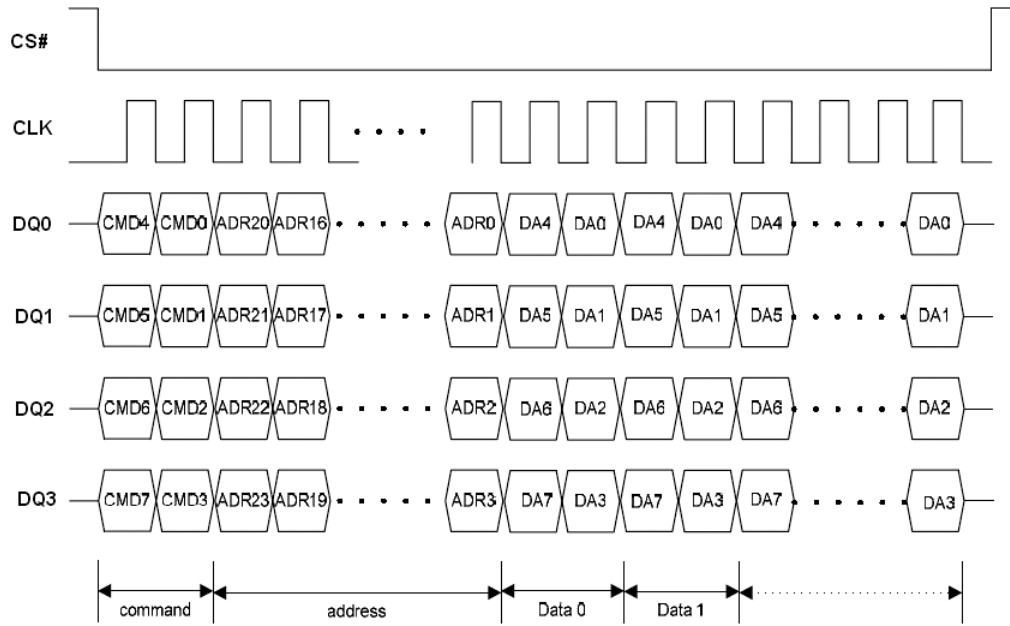 CS#
CLK
DQ0 CMD4 CMD0 ADR20 ADR16 ADR0 DA4 DA0 DA4 DA0 DA4 DA0
DQ1 CMD5 CMD1 ADR21 ADR17 ADR1 DA5 DA1 DA5 DA1 DA5 DA1
DQ2 CMD6 CMD2 ADR22 ADR18 ADR2 DA6 DA2 DA6 DA2 DA6 DA2
DQ3 CMD7 CMD3 ADR23 ADR19 ADR3 DA7 DA3 DA7 DA3 DA7 DA3
command address Data 0 Data 1